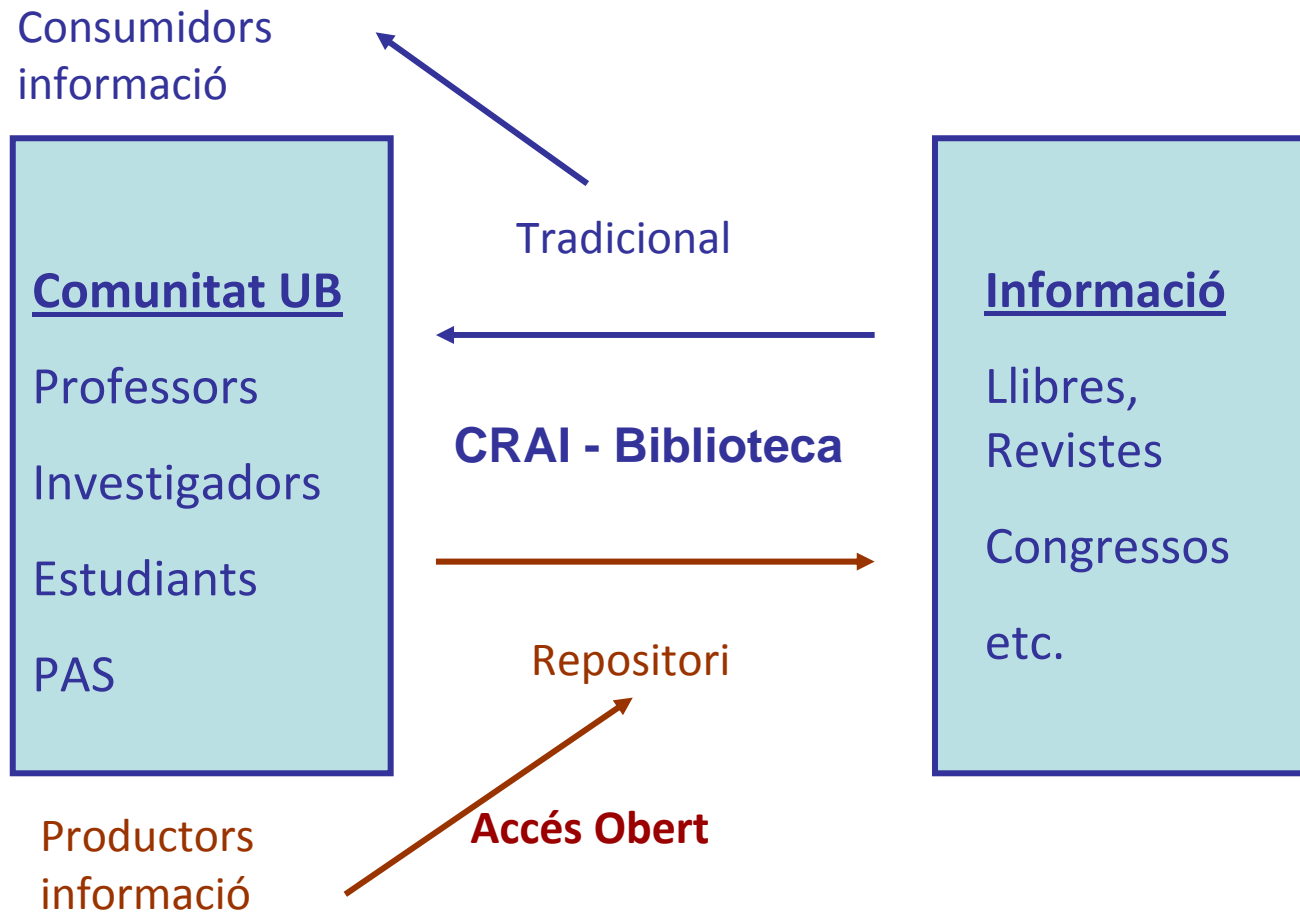 Consumidors
informació
Tradicional
Comunitat UB
Professors
Investigadors
Estudiants
PAS
CRAI - Biblioteca
Informació
Llibres,
Revistes
Congressos
etc.
Repositori
Accés Obert
Productors
informació